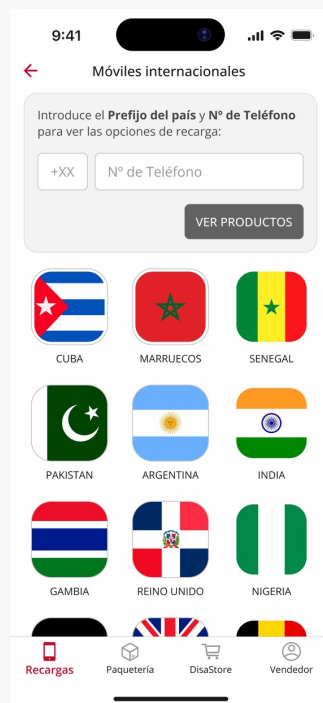 9:41
Móviles internacionales
Introduce el Prefijo del país y Nº de Teléfono
para ver las opciones de recarga:
+XX
Nº de Teléfono
VER PRODUCTOS
CUBA
MARRUECOS
SENEGAL
PAKISTAN
ARGENTINA
INDIA
GAMBIA
REINO UNIDO
NIGERIA
Recargas
Paquetería
DisaStore
Vendedor